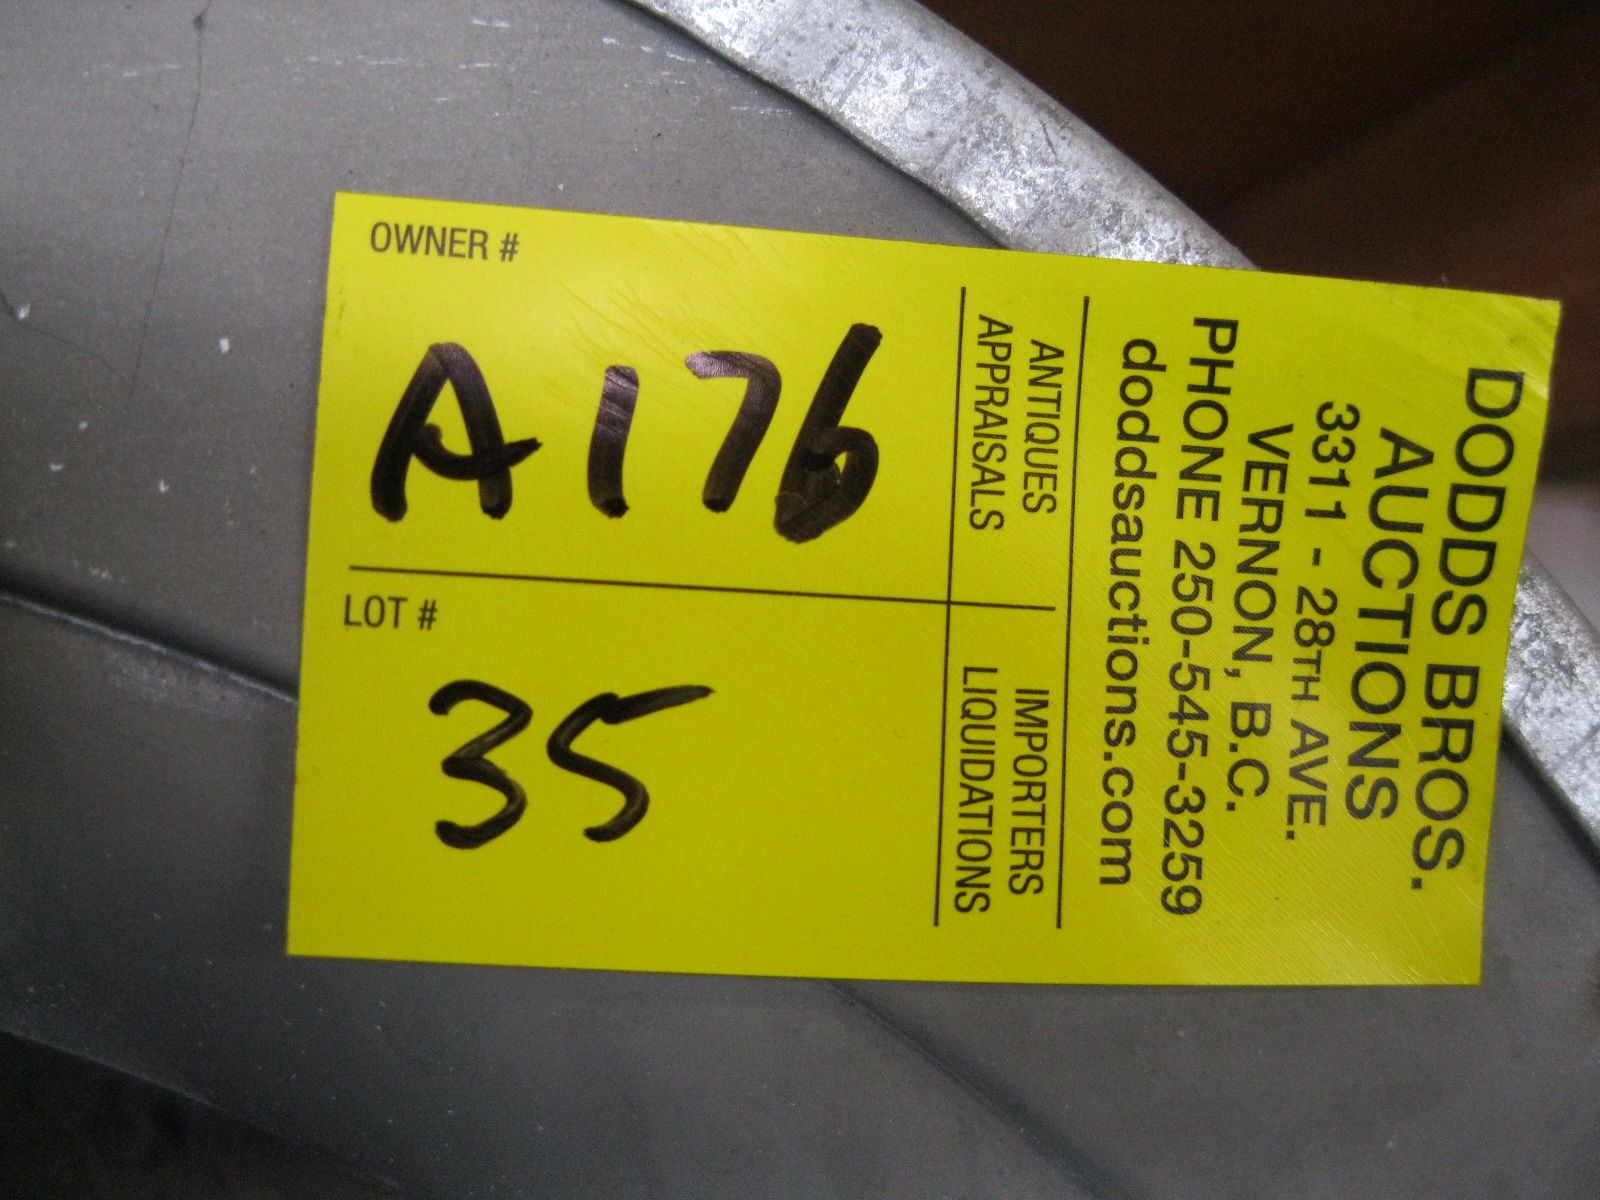 DODDS BROS.
AUCTIONS
3311 - 28TH AVE.
VERNON, B.C.
PHONE 250-545-3259
doddsauctions.com
ANTIQUES
APPRAISALS
IMPORTERS
LIQUIDATIONS
OWNER #
A176
LOT #
35